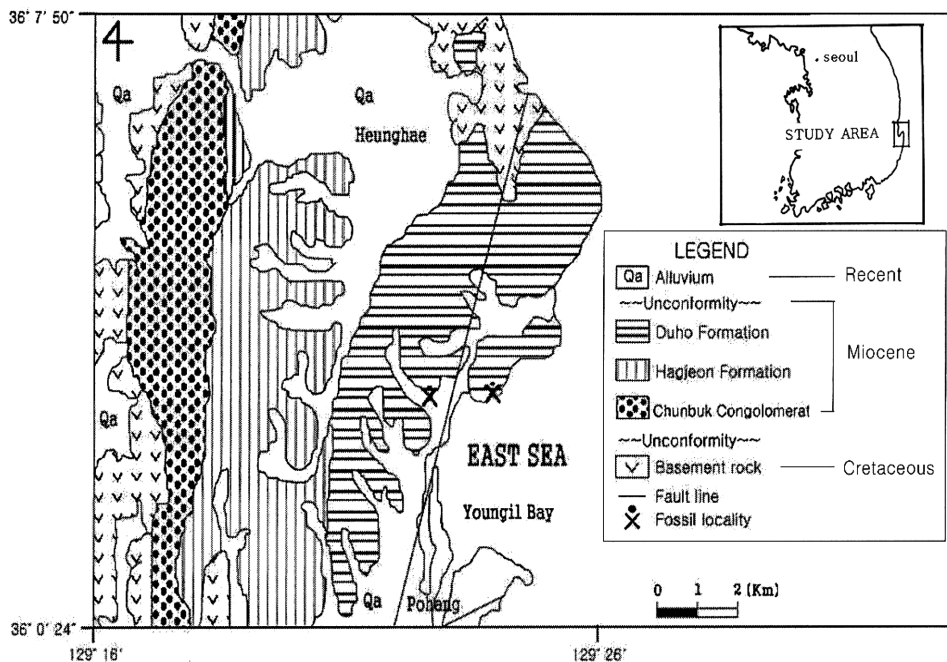 36° 7' 50"
Qa
Qa
Heunghae
seoul
STUDY AREA
LEGEND
Qa Alluvium
Recent
~~Unconformity~~
Duho Formation
Miocene
Hagjeon Formation
Chunbuk Congolomerat
~~Unconformity~~
Basement rock
Cretaceous
Fault line
Fossil locality
Qa
EAST SEA
Youngil Bay
Qa
Pohang
0 1 2 (Km)
36° 0' 24"
129° 16'
129° 26'